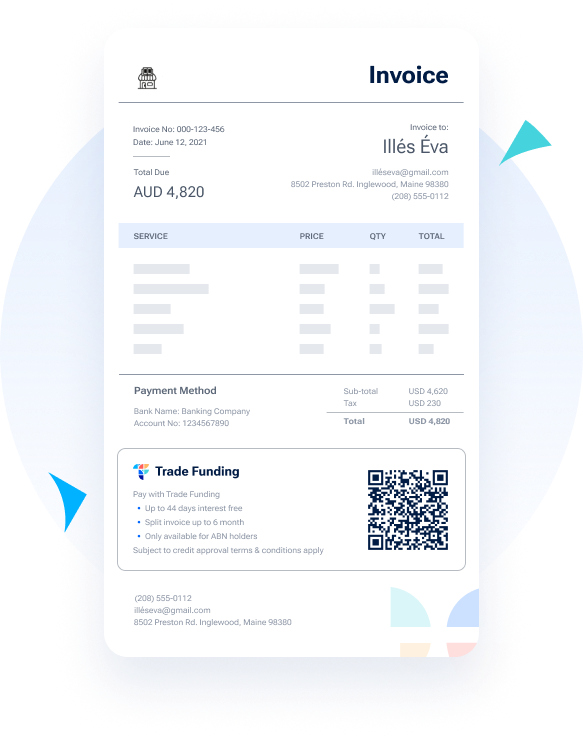 Invoice
Invoice No: 000-123-456
Date: June 12, 2021
Total Due
AUD 4,820
Invoice to:
Illés Éva
illéseva@gmail.com
8502 Preston Rd. Inglewood, Maine 98380
(208) 555-0112
SERVICE PRICE QTY TOTAL
Payment Method
Bank Name: Banking Company
Account No: 1234567890
Sub-total USD 4,620
Tax USD 230
Total USD 4,820
Trade Funding
Pay with Trade Funding
• Up to 44 days interest free
• Split invoice up to 6 month
• Only available for ABN holders
Subject to credit approval terms & conditions apply
(208) 555-0112
illéseva@gmail.com
8502 Preston Rd. Inglewood, Maine 98380